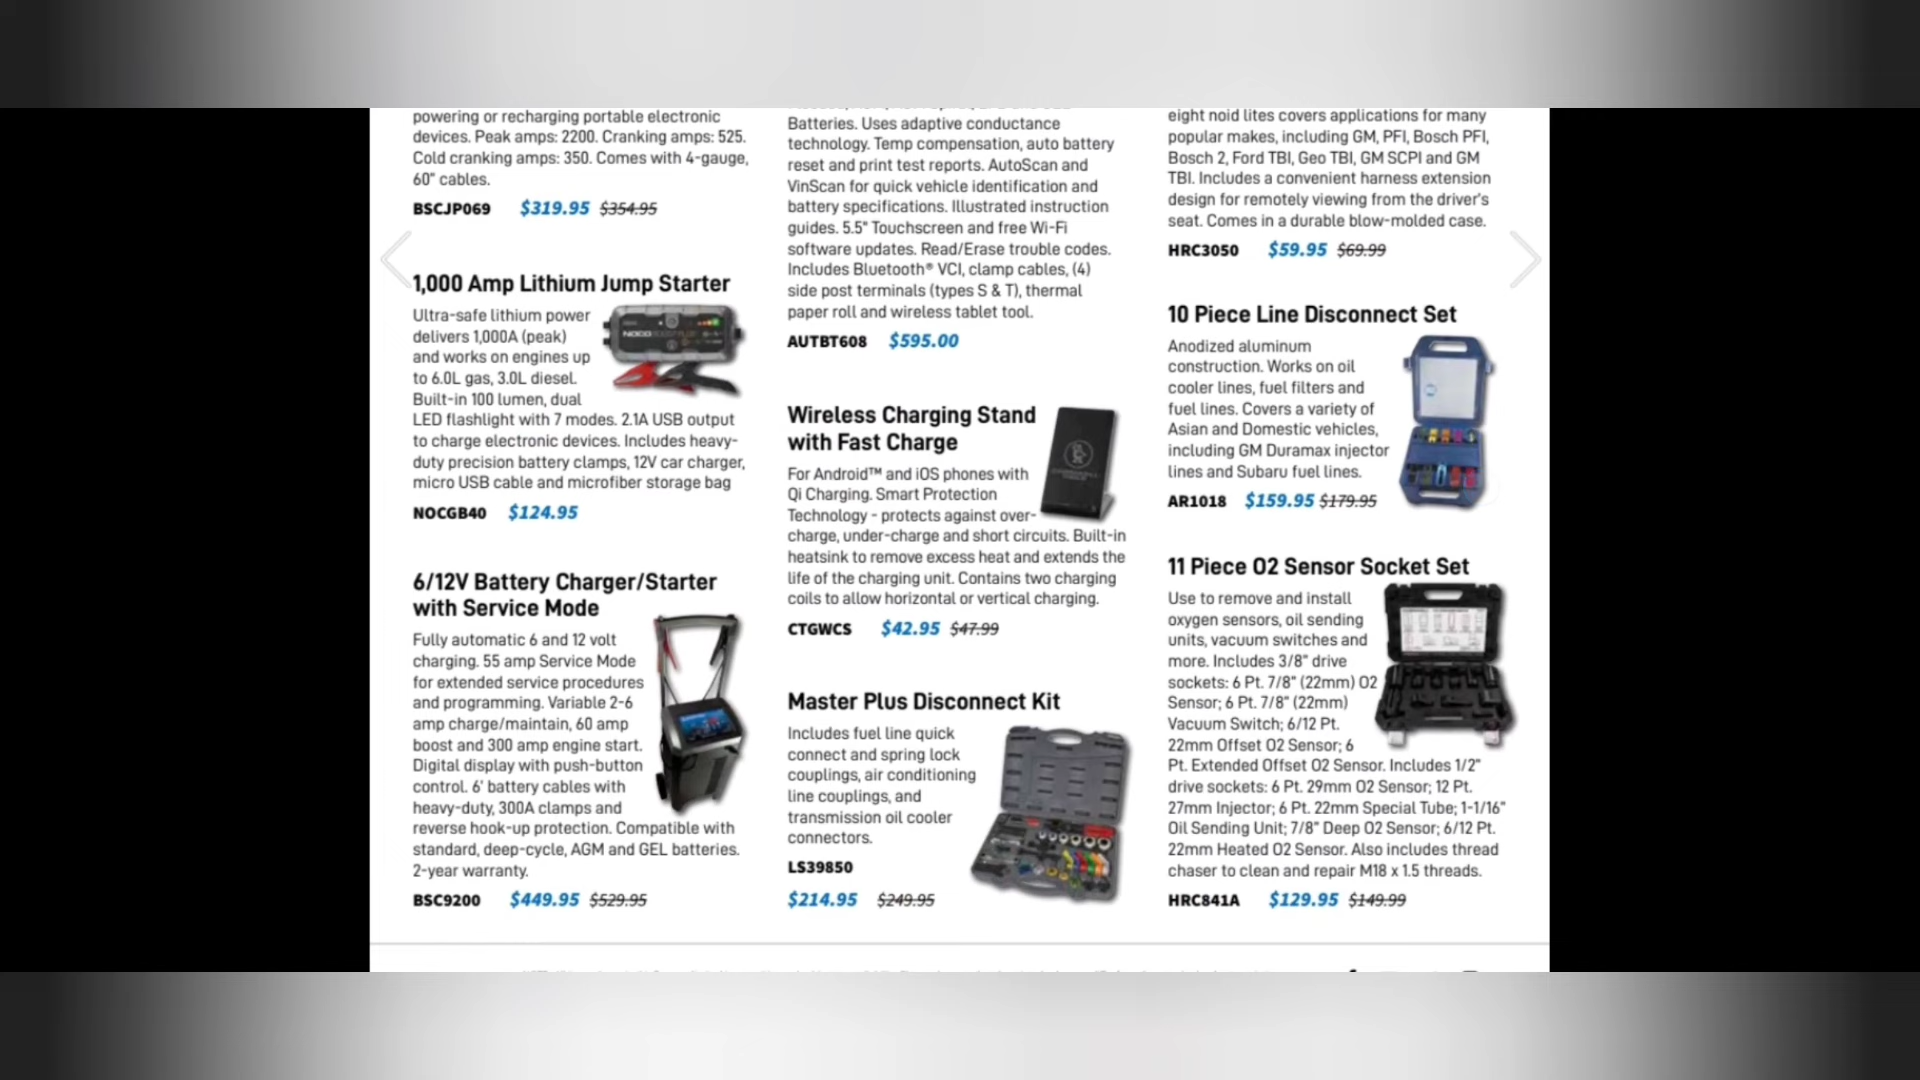 powering or recharging portable electronic
devices. Peak amps: 2200. Cranking amps: 525.
Cold cranking amps: 350. Comes with 4-gauge,
60" cables.
BSCJP069 $319.95 $354.95
1,000 Amp Lithium Jump Starter
Ultra-safe lithium power
delivers 1,000A (peak)
and works on engines up
to 6.0L gas, 3.0L diesel.
Built-in 100 lumen, dual
LED flashlight with 7 modes. 2.1A USB output
to charge electronic devices. Includes heavy-
duty precision battery clamps, 12V car charger,
micro USB cable and microfiber storage bag
NOCGB40 $124.95
6/12V Battery Charger/Starter
with Service Mode
Fully automatic 6 and 12 volt
charging. 55 amp Service Mode
for extended service procedures
and programming. Variable 2-6
amp charge/maintain, 60 amp
boost and 300 amp engine start.
Digital display with push-button
control. 6' battery cables with
heavy-duty, 300A clamps and
reverse hook-up protection. Compatible with
standard, deep-cycle, AGM and GEL batteries.
2-year warranty.
BSC9200 $449.95 $529.95
Batteries. Uses adaptive conductance
technology. Temp compensation, auto battery
reset and print test reports. AutoScan and
VinScan for quick vehicle identification and
battery specifications. Illustrated instruction
guides. 5.5" Touchscreen and free Wi-Fi
software updates. Read/Erase trouble codes.
Includes Bluetooth® VCI, clamp cables, (4)
side post terminals (types S & T), thermal
paper roll and wireless tablet tool.
AUTBT608 $595.00
Wireless Charging Stand
with Fast Charge
For Android™ and iOS phones with
Qi Charging. Smart Protection
Technology - protects against over-
charge, under-charge and short circuits. Built-in
heatsink to remove excess heat and extends the
life of the charging unit. Contains two charging
coils to allow horizontal or vertical charging.
CTGWCS $42.95 $47.99
Master Plus Disconnect Kit
Includes fuel line quick
connect and spring lock
couplings, air conditioning
line couplings, and
transmission oil cooler
connectors.
LS39850
$214.95 $249.95
eight noid lites covers applications for many
popular makes, including GM, PFI, Bosch PFI,
Bosch 2, Ford TBI, Geo TBI, GM SCPI and GM
TBI. Includes a convenient harness extension
design for remotely viewing from the driver's
seat. Comes in a durable blow-molded case.
HRC3050 $59.95 $69.99
10 Piece Line Disconnect Set
Anodized aluminum
construction. Works on oil
cooler lines, fuel filters and
fuel lines. Covers a variety of
Asian and Domestic vehicles,
including GM Duramax injector
lines and Subaru fuel lines.
AR1018 $159.95 $179.95
11 Piece O2 Sensor Socket Set
Use to remove and install
oxygen sensors, oil sending
units, vacuum switches and
more. Includes 3/8" drive
sockets: 6 Pt. 7/8" (22mm) O2
Sensor; 6 Pt. 7/8" (22mm)
Vacuum Switch; 6/12 Pt.
22mm Offset O2 Sensor; 6
Pt. Extended Offset O2 Sensor. Includes 1/2"
drive sockets: 6 Pt. 29mm O2 Sensor; 12 Pt.
27mm Injector; 6 Pt. 22mm Special Tube; 1-1/16"
Oil Sending Unit; 7/8" Deep O2 Sensor; 6/12 Pt.
22mm Heated O2 Sensor. Also includes thread
chaser to clean and repair M18 x 1.5 threads.
HRC841A $129.95 $149.99